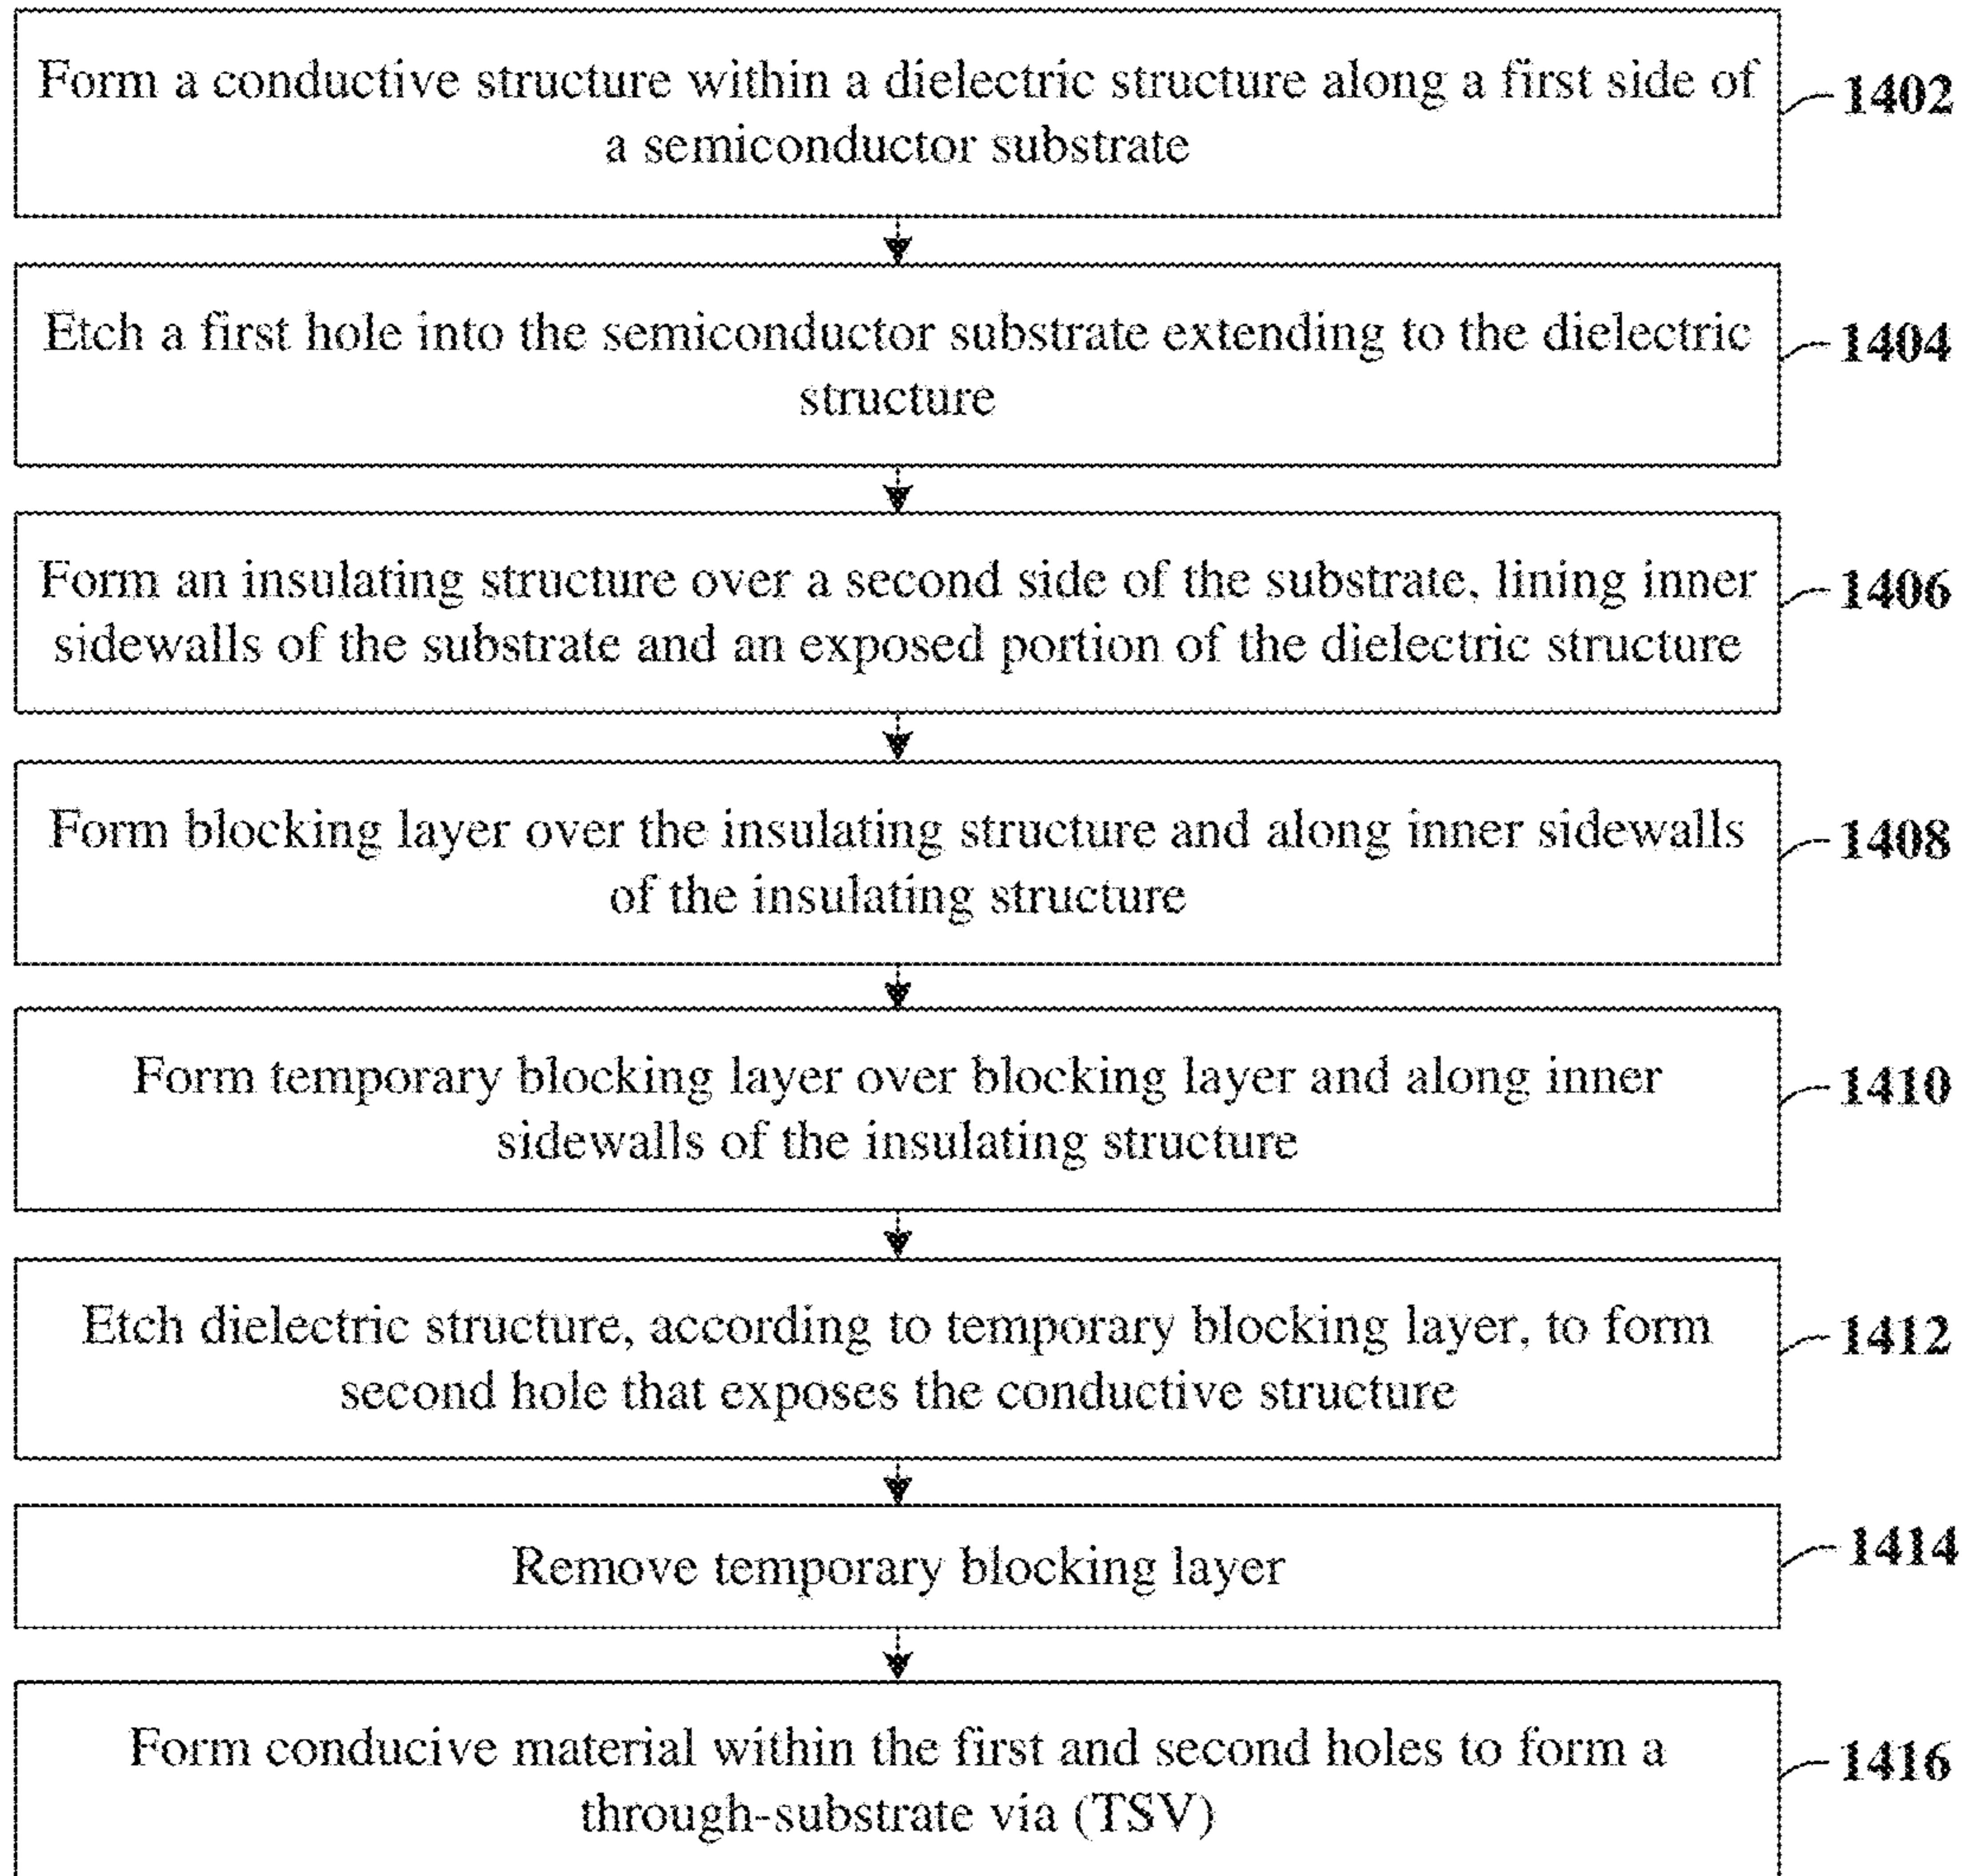 Form a conductive structure within a dielectric structure along a first side of
a semiconductor substrate
1402
Etch a first hole into the semiconductor substrate extending to the dielectric
structure
1404
Form an insulating structure over a second side of the substrate, lining inner
sidewalls of the substrate and an exposed portion of the dielectric structure
1406
Form blocking layer over the insulating structure and along inner sidewalls
of the insulating structure
1408
Form temporary blocking layer over blocking layer and along inner
sidewalls of the insulating structure
1410
Etch dielectric structure, according to temporary blocking layer, to form
second hole that exposes the conductive structure
1412
Remove temporary blocking layer
1414
Form conducive material within the first and second holes to form a
through-substrate via (TSV)
1416